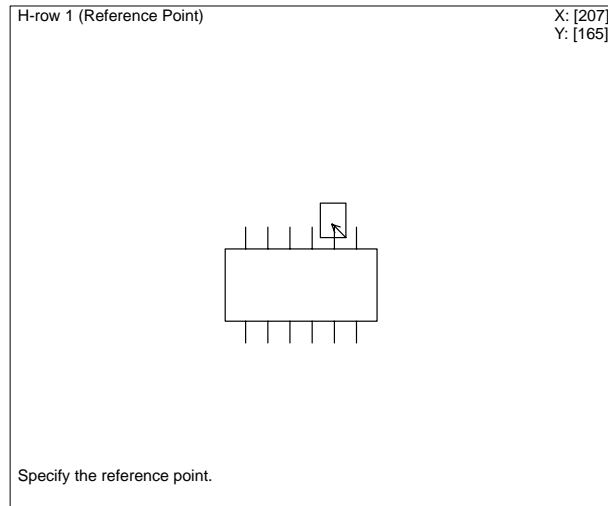 H-row 1 (Reference Point)
X: [207]
Y: [165]
Specify the reference point.